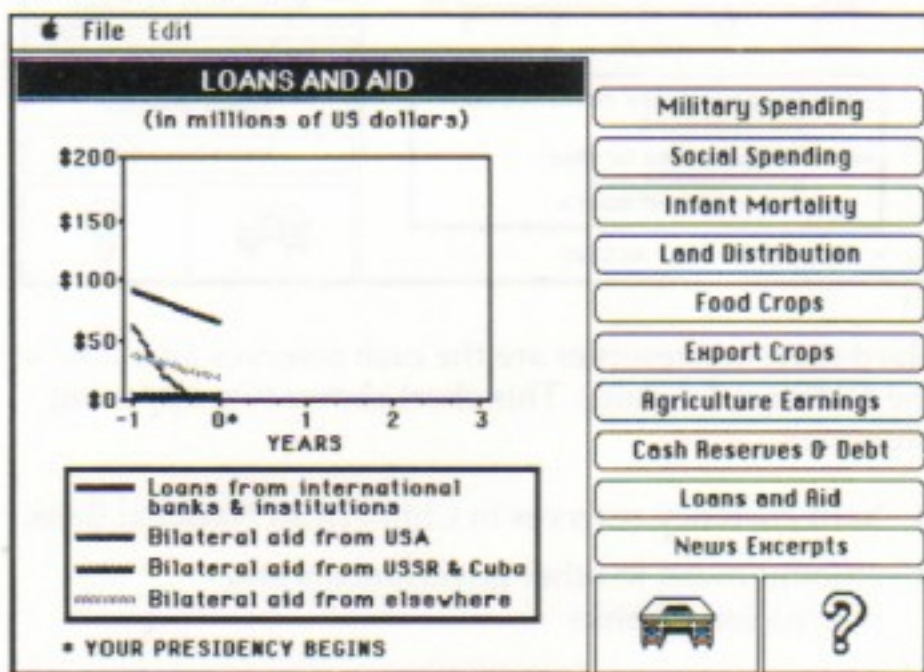 File Edit
LOANS AND AID
(in millions of US dollars)
$200
$150
$100
$50
$0
-1 0* 1 2 3
YEARS
Loans from international
banks & institutions
Bilateral aid from USA
Bilateral aid from USSR & Cuba
Bilateral aid from elsewhere
* YOUR PRESIDENCY BEGINS
Military Spending
Social Spending
Infant Mortality
Land Distribution
Food Crops
Export Crops
Agriculture Earnings
Cash Reserves & Debt
Loans and Aid
News Excerpts
?